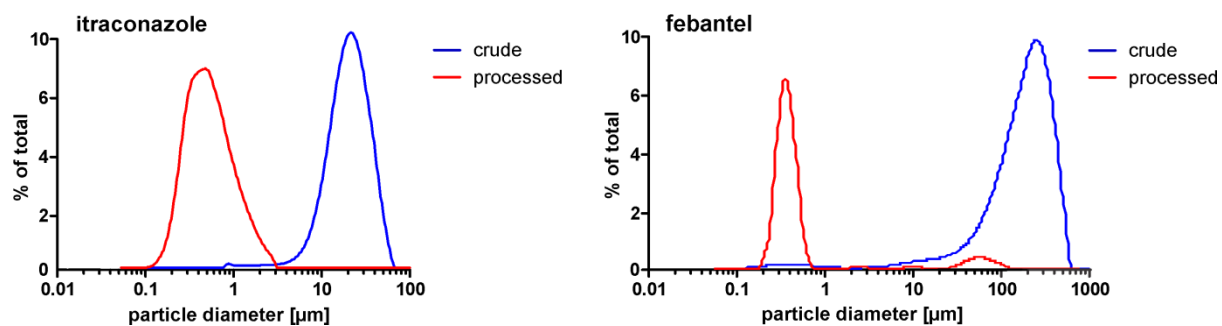 itraconazole
10
6
4
2
0
% of total
0.01 0.1 1 10 100
particle diameter [µm]
crude
processed
febantel
10
6
4
2
0
% of total
0.01 0.1 1 10 100 1000
particle diameter [µm]
crude
processed